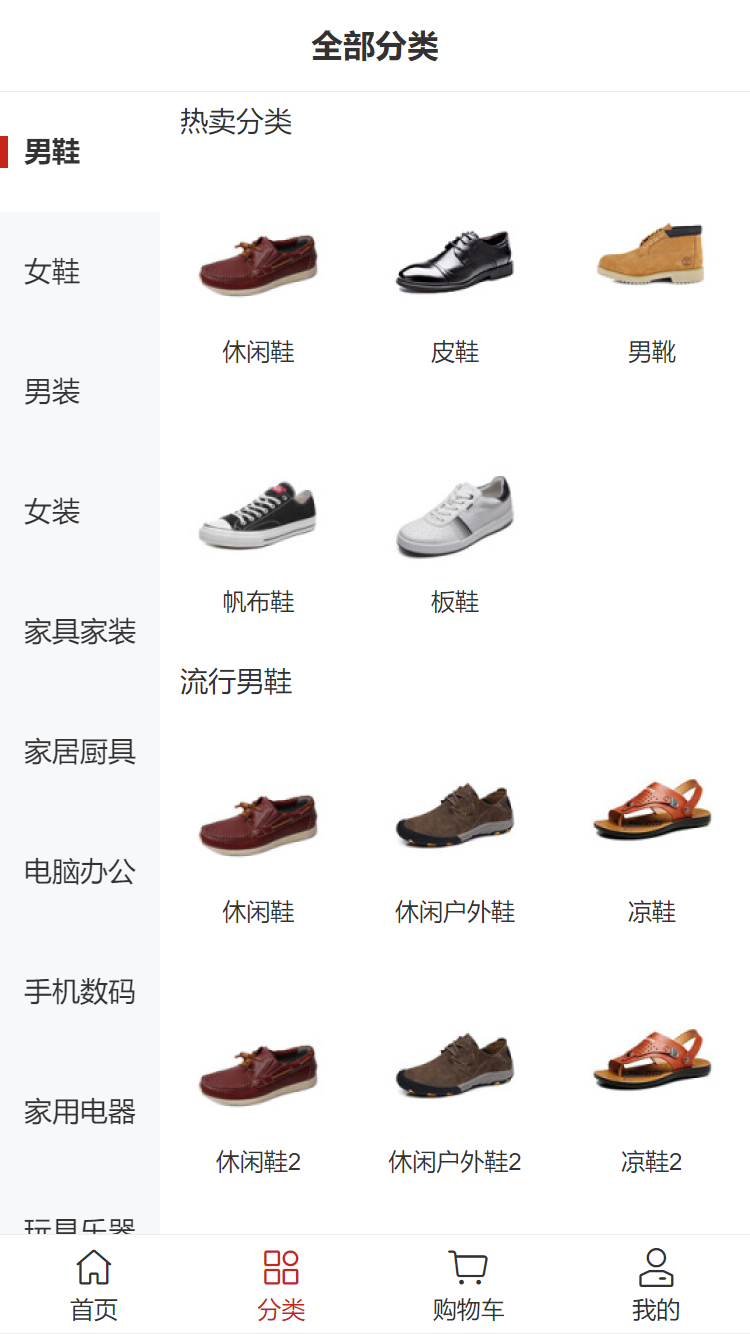 全部分类
男鞋
女鞋
男装
女装
家具家装
家居厨具
电脑办公
手机数码
家用电器
玩具乐器
热卖分类
休闲鞋
皮鞋
男靴
帆布鞋
板鞋
流行男鞋
休闲鞋
休闲户外鞋
凉鞋
休闲鞋2
休闲户外鞋2
凉鞋2
首页
分类
购物车
我的